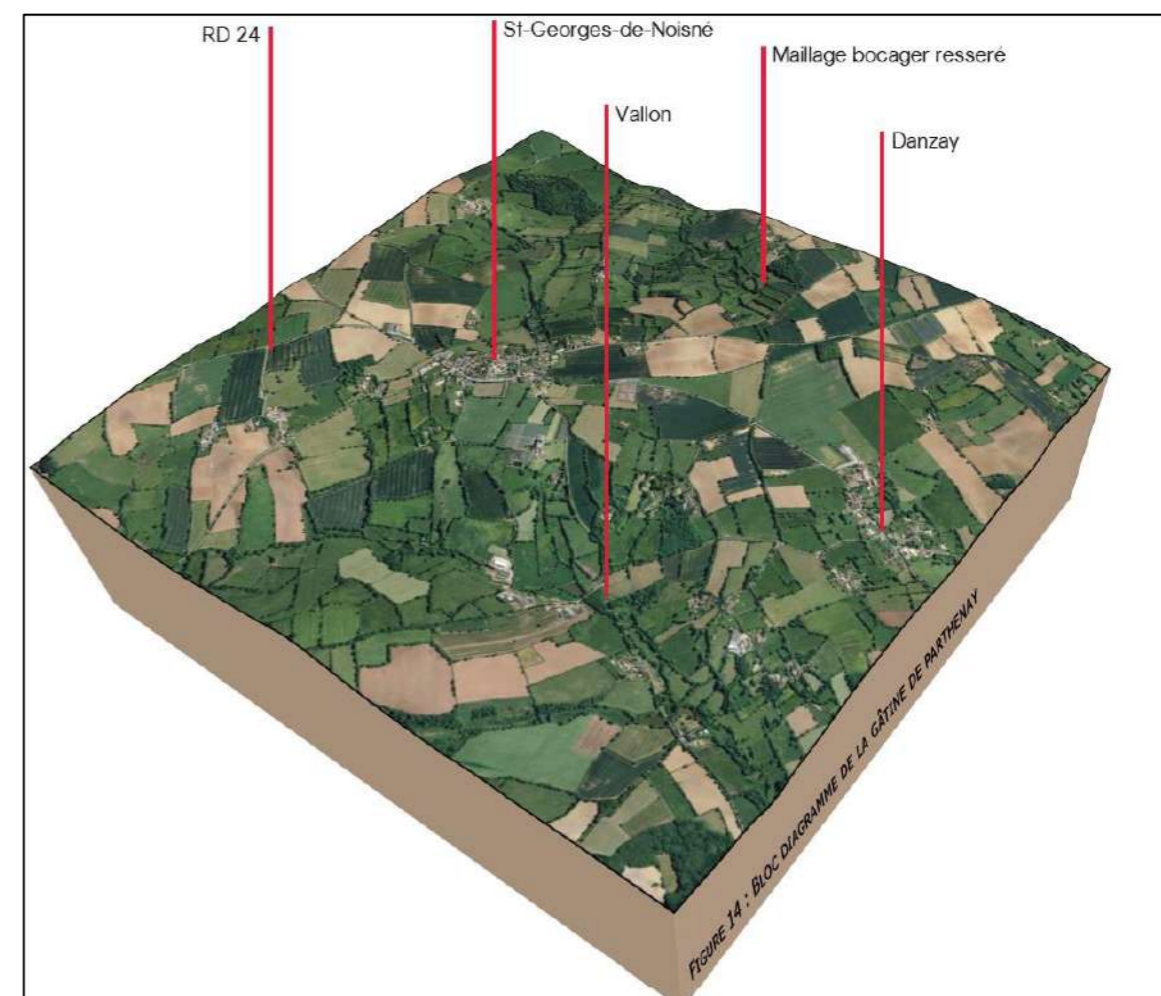 RD 24
St-Georges-de-Noisné
Maillage bocager resseré
Vallon
Danzay
FIGURE 14 : BLOC DIAGRAMME DE LA GÂTINE DE PARTHENAY